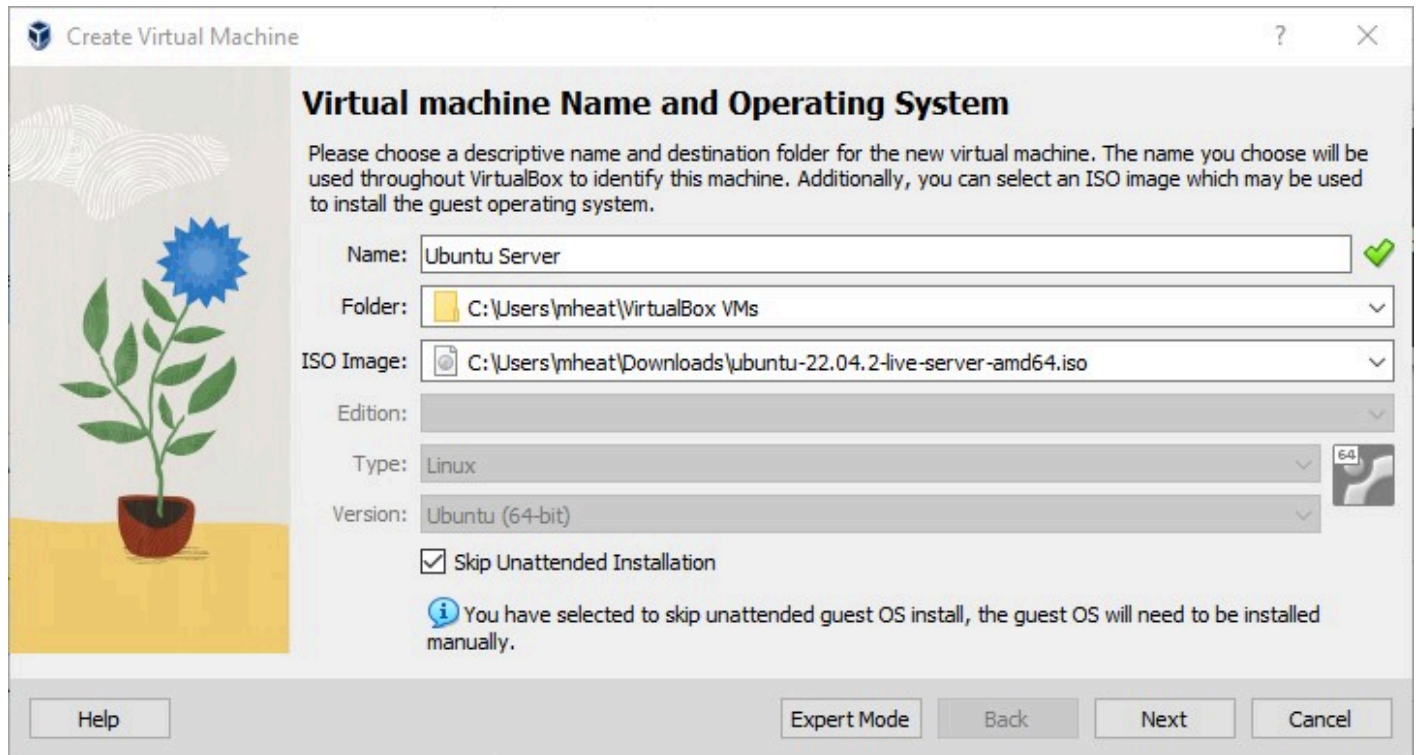 Create Virtual Machine
Virtual machine Name and Operating System
Please choose a descriptive name and destination folder for the new virtual machine. The name you choose will be
used throughout VirtualBox to identify this machine. Additionally, you can select an ISO image which may be used
to install the guest operating system.
Name: Ubuntu Server
Folder: C:\Users\mheat\VirtualBox VMs
ISO Image: C:\Users\mheat\Downloads\ubuntu-22.04.2-live-server-amd64.iso
Edition:
Type: Linux
64
Version: Ubuntu (64-bit)
Skip Unattended Installation
You have selected to skip unattended guest OS install, the guest OS will need to be installed
manually.
Help Expert Mode Back Next Cancel